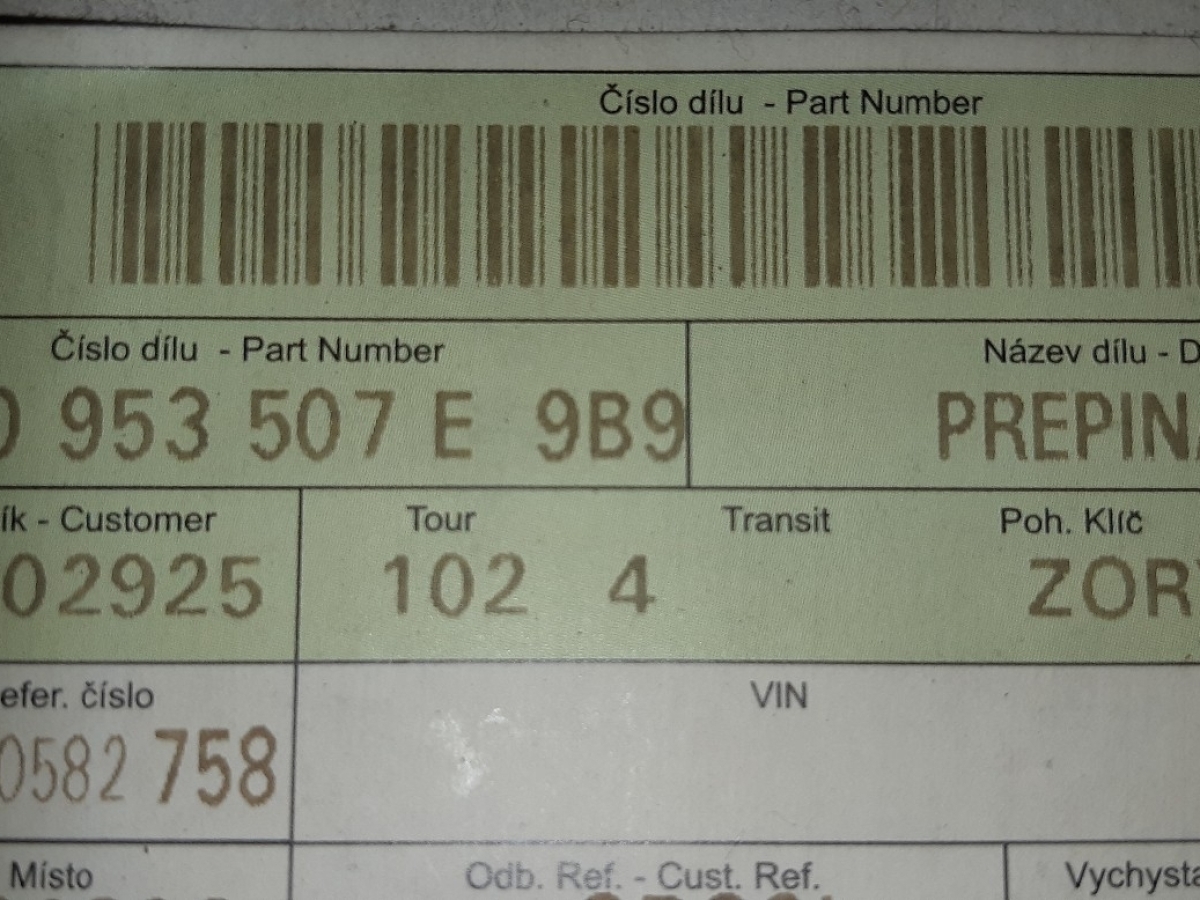 Číslo dílu - Part Number
Číslo dílu - Part Number
Název dílu - D
953 507 E 9B9
PREPINA
ík - Customer
Tour
Transit
Poh. Klíč
02925
102 4
ZOR
efer. číslo
VIN
0582 758
Místo
Odb. Ref. - Cust. Ref.
Vychysta